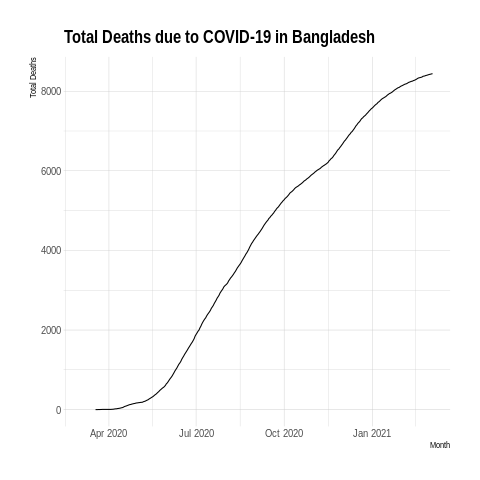 Total Deaths due to COVID-19 in Bangladesh
Total Deaths
8000
6000
4000
2000
0
Apr 2020 Jul 2020 Oct 2020 Jan 2021
Month